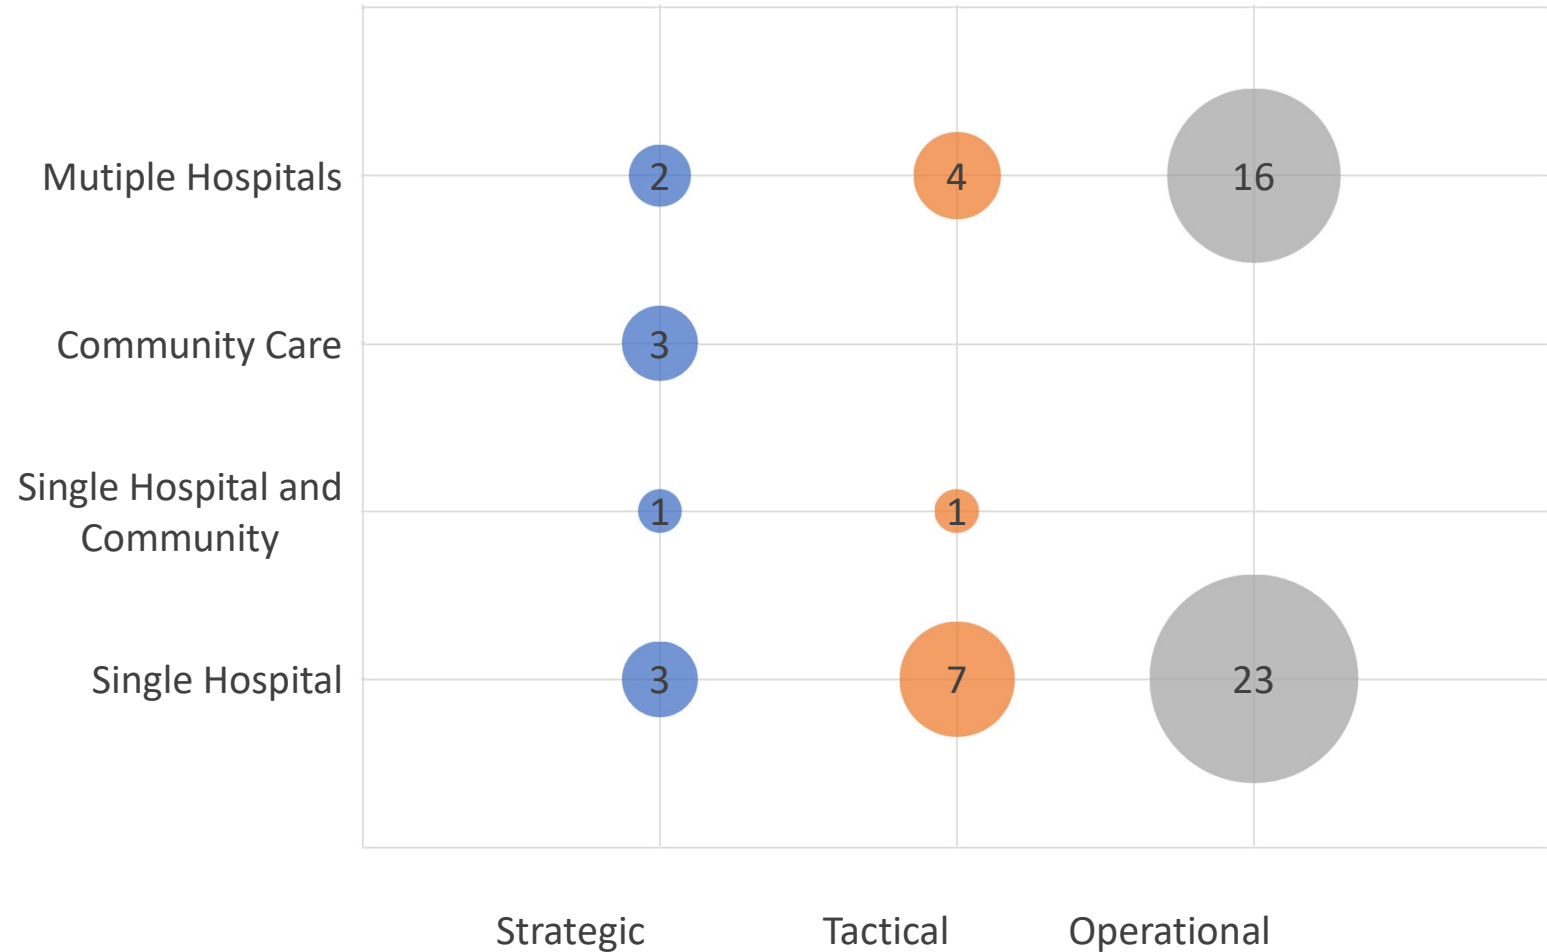 Mutiple Hospitals
2
4
16
Community Care
3
Single Hospital and
Community
1
1
Single Hospital
3
7
23
Strategic
Tactical
Operational